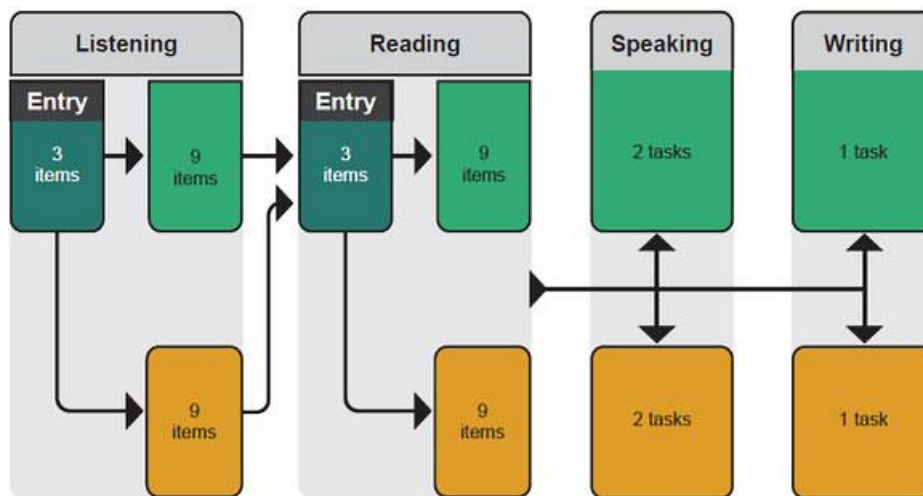 Listening
Reading
Speaking
Writing
Entry
3
items
9
items
Entry
3
items
9
items
2 tasks
1 task
9
items
9
items
2 tasks
1 task